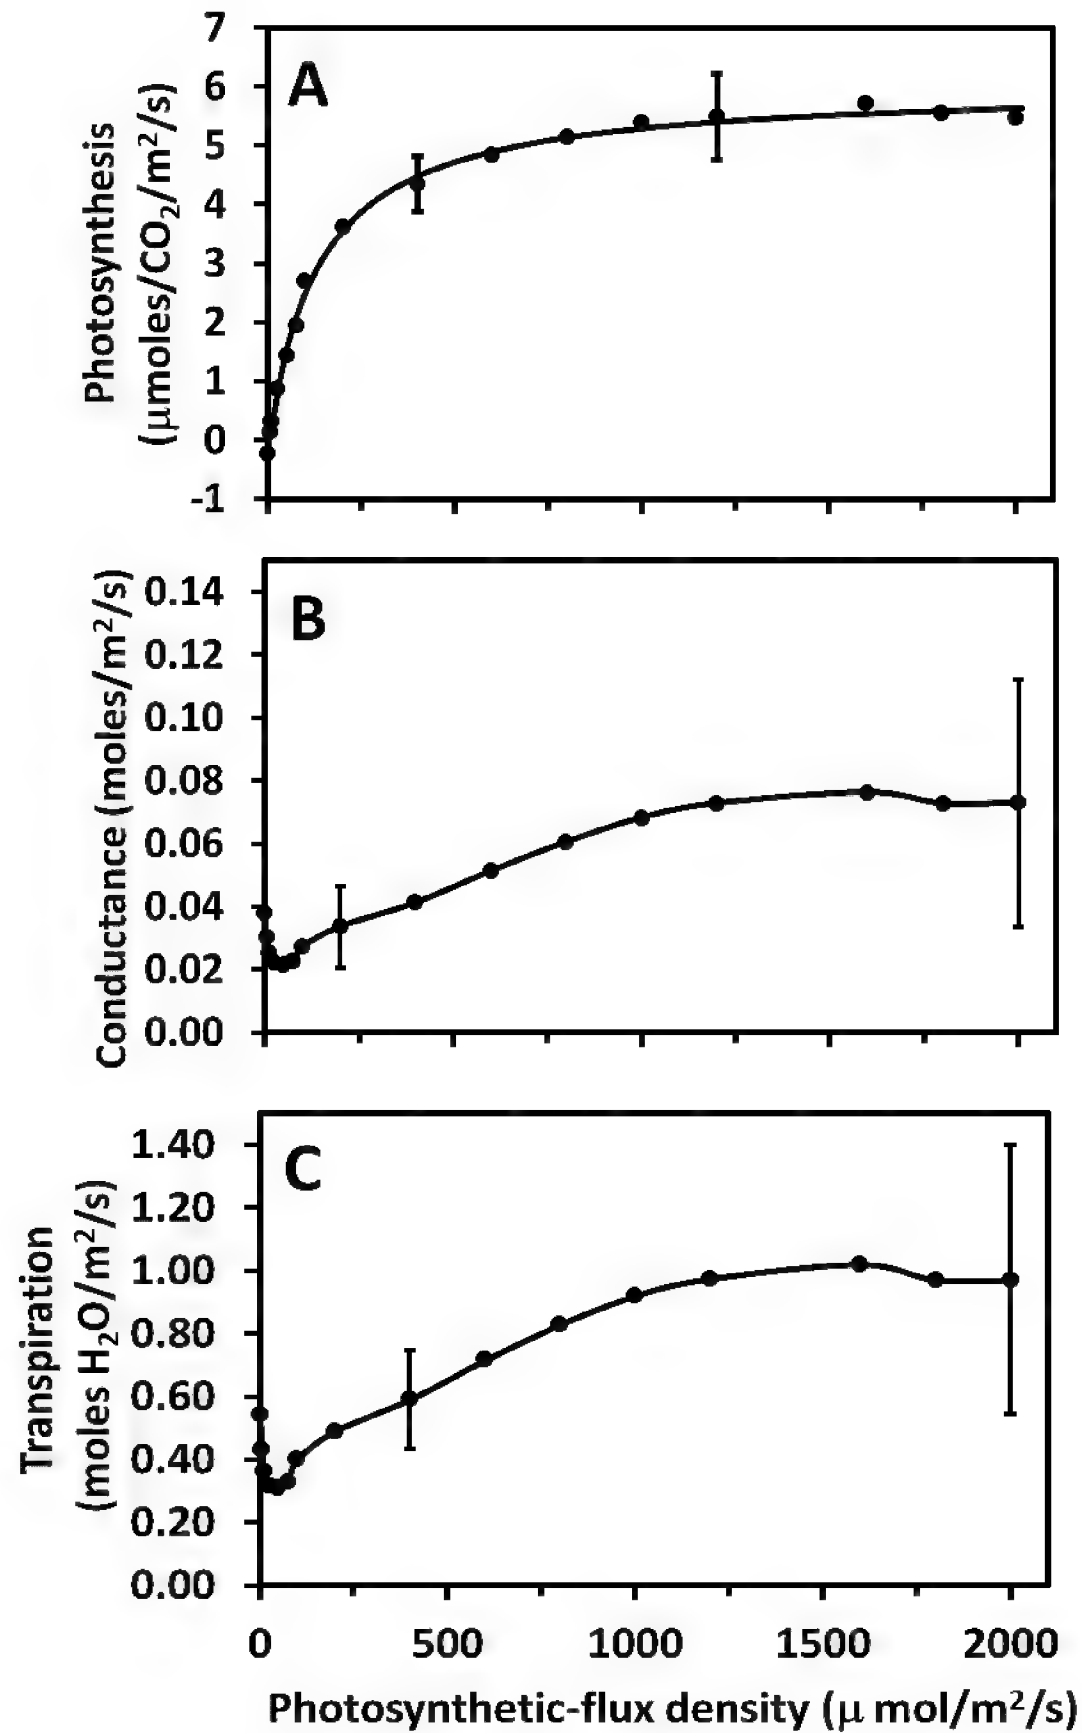 A
Photosynthesis
(μmoles/CO₂/m²/s)
7
6
5
4
3
2
1
0
-1
B
Conductance (moles/m²/s)
0.14
0.12
0.10
0.08
0.06
0.04
0.02
0.00
C
Transpiration
(moles H₂O/m²/s)
1.40
1.20
1.00
0.80
0.60
0.40
0.20
0.00
0 500 1000 1500 2000
Photosynthetic-flux density (μ mol/m²/s)